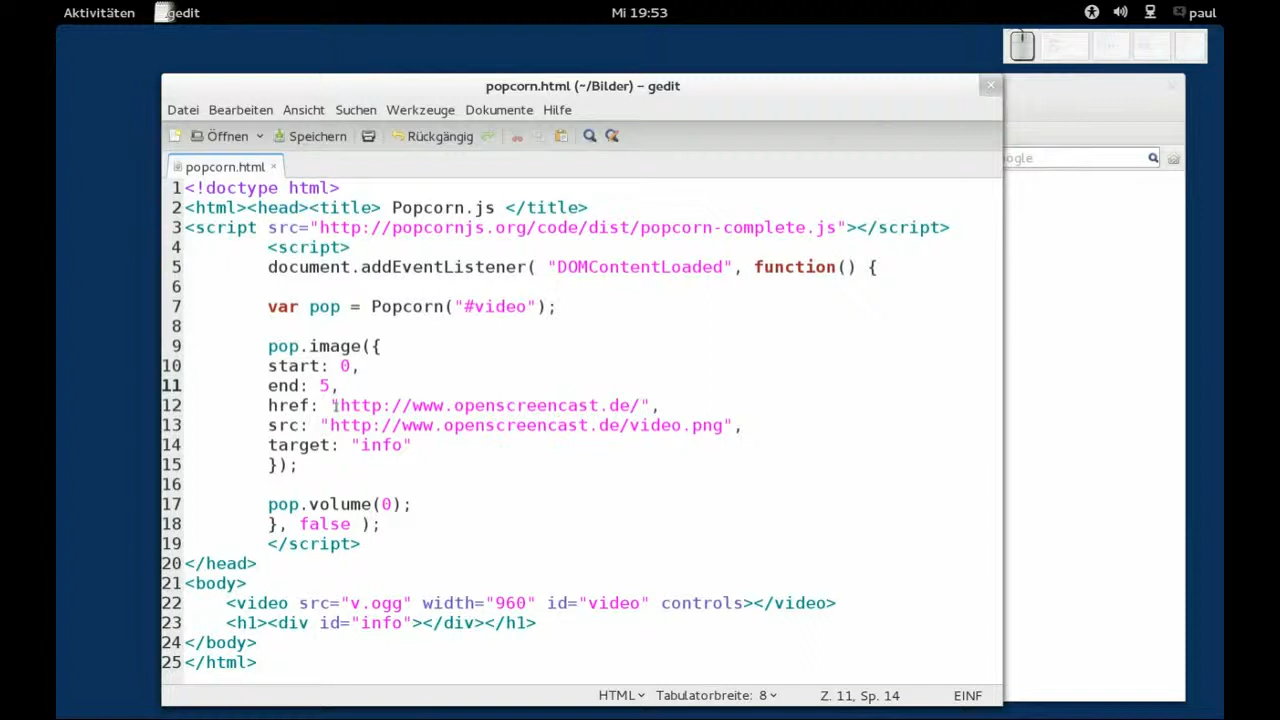 Aktivitäten gedit Mi 19:53 paul
popcorn.html (~/Bilder) – gedit
Datei Bearbeiten Ansicht Suchen Werkzeuge Dokumente Hilfe
Öffnen Speichern Rückgängig
popcorn.html
ogle
1 <!doctype html>
2 <html><head><title> Popcorn.js </title>
3 <script src="http://popcornjs.org/code/dist/popcorn-complete.js"></script>
4 <script>
5 document.addEventListener( "DOMContentLoaded", function() {
6
7 var pop = Popcorn("#video");
8
9 pop.image({
10 start: 0,
11 end: 5,
12 href: "http://www.openscreencast.de/",
13 src: "http://www.openscreencast.de/video.png",
14 target: "info"
15 });
16
17 pop.volume(0);
18 }, false );
19 </script>
20 </head>
21 <body>
22 <video src="v.ogg" width="960" id="video" controls></video>
23 <h1><div id="info"></div></h1>
24 </body>
25 </html>
HTML Tabulatorbreite: 8 Z. 11, Sp. 14 EINF